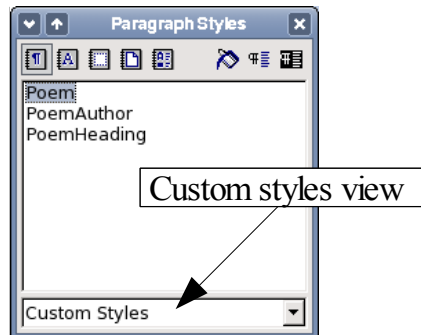 Paragraph Styles
Poem
PoemAuthor
PoemHeading
Custom styles view
Custom Styles